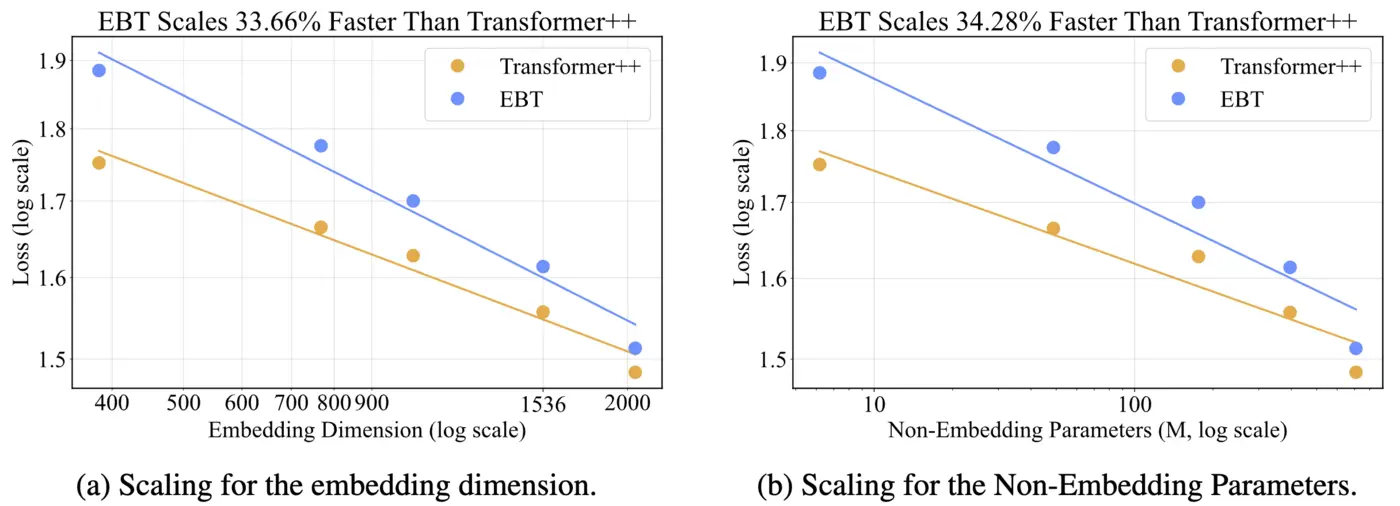 EBT Scales 33.66% Faster Than Transformer++
1.9
1.8
1.7
1.6
1.5
Loss (log scale)
Transformer++
EBT
400 500 600 700 800 900 1536 2000
Embedding Dimension (log scale)
(a) Scaling for the embedding dimension.
EBT Scales 34.28% Faster Than Transformer++
1.9
1.8
1.7
1.6
1.5
Loss (log scale)
Transformer++
EBT
10 100
Non-Embedding Parameters (M, log scale)
(b) Scaling for the Non-Embedding Parameters.